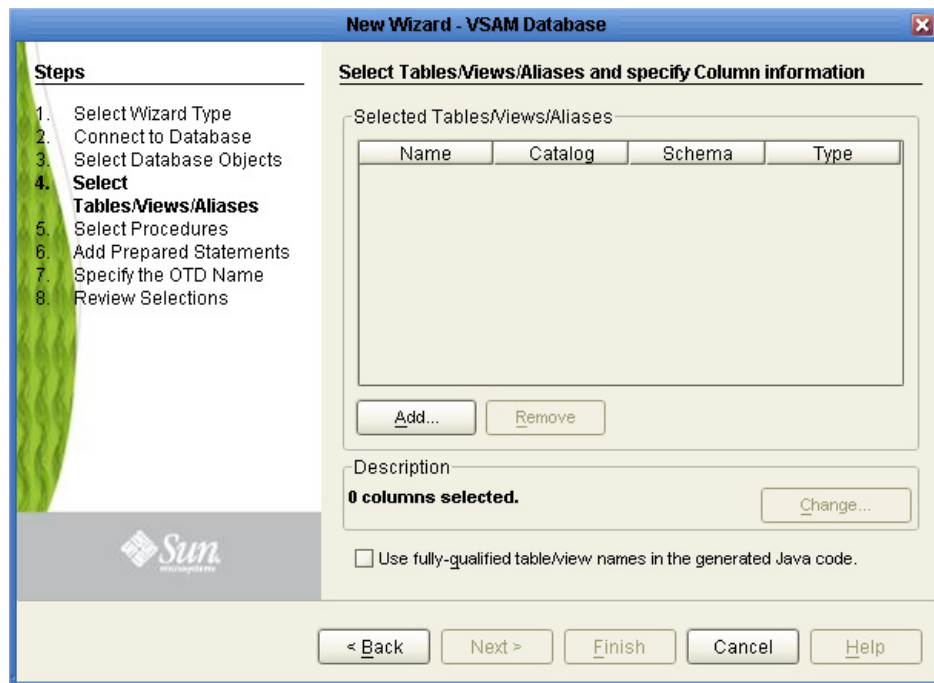 New Wizard - VSAM Database
Steps
1. Select Wizard Type
2. Connect to Database
3. Select Database Objects
4. Select
Tables/Views/Aliases
5. Select Procedures
6. Add Prepared Statements
7. Specify the OTD Name
8. Review Selections
Sun
microsystems
Select Tables/Views/Aliases and specify Column information
Selected Tables/Views/Aliases
Name Catalog Schema Type
Add... Remove
Description
0 columns selected.
Change...
Use fully-qualified table/view names in the generated Java code.
< Back Next > Finish Cancel Help